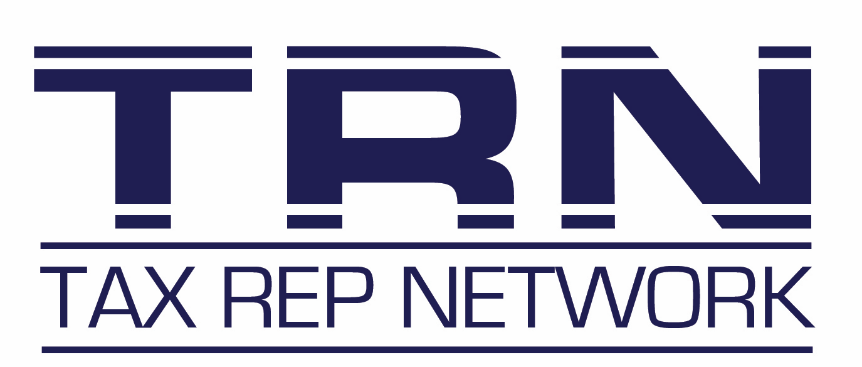 TRN
TAX REP NETWORK